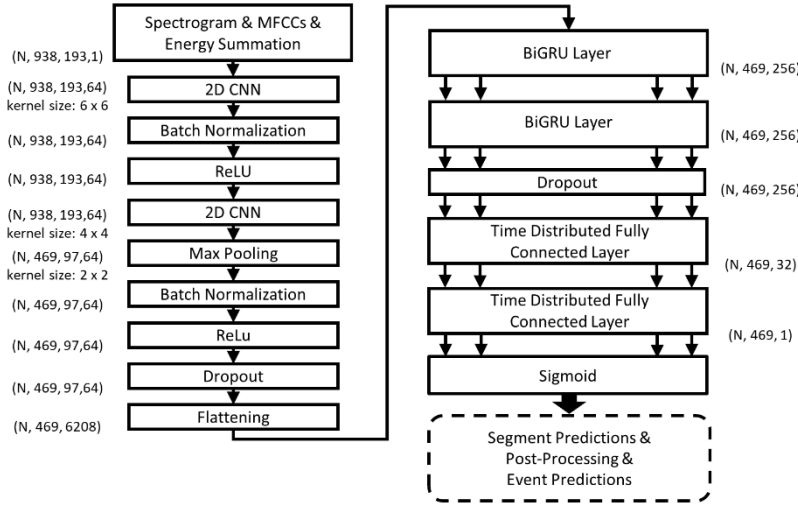 Spectrogram & MFCCs &
Energy Summation
(N, 938, 193,1)
(N, 938, 193,64)
kernel size: 6 x 6
2D CNN
Batch Normalization
(N, 938, 193,64)
ReLU
(N, 938, 193,64)
2D CNN
(N, 938, 193,64)
kernel size: 4 x 4
Max Pooling
(N, 469, 97,64)
kernel size: 2 x 2
Batch Normalization
(N, 469, 97,64)
ReLu
(N, 469, 97,64)
Dropout
(N, 469, 97,64)
Flattening
(N, 469, 6208)
BiGRU Layer
(N, 469, 256)
BiGRU Layer
(N, 469, 256)
Dropout
(N, 469, 256)
Time Distributed Fully
Connected Layer
(N, 469, 32)
Time Distributed Fully
Connected Layer
(N, 469, 1)
Sigmoid
Segment Predictions &
Post-Processing &
Event Predictions